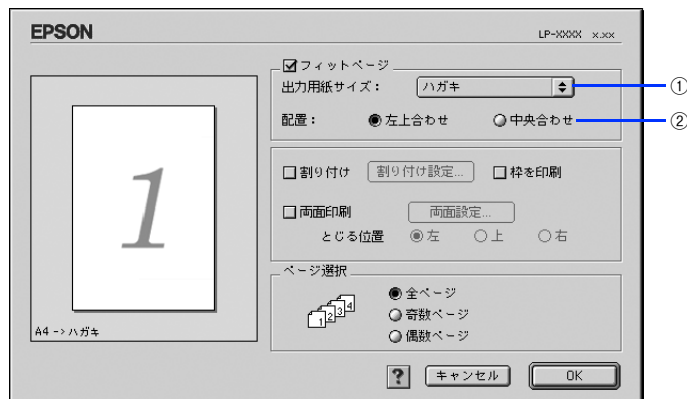 EPSON
LP-XXXX x.xx
フィットページ
出力用紙サイズ： ハガキ ①
配置： 左上合わせ 中央合わせ ②
割り付け 割り付け設定... 枠を印刷
両面印刷 両面設定...
とじる位置 左 上 右
1
A4 -> ハガキ
ページ選択
1 2 3 4
全ページ
奇数ページ
偶数ページ
? キャンセル OK